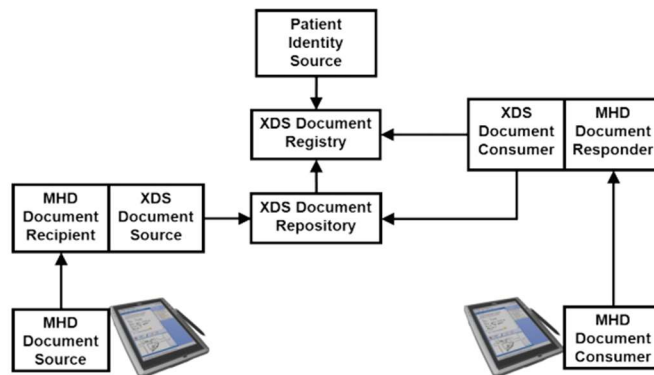 Patient
Identity
Source
XDS Document
Registry
XDS
Document
Consumer
MHD
Document
Responder
MHD
Document
Recipient
XDS
Document
Source
XDS Document
Repository
MHD
Document
Source
MHD
Document
Consumer